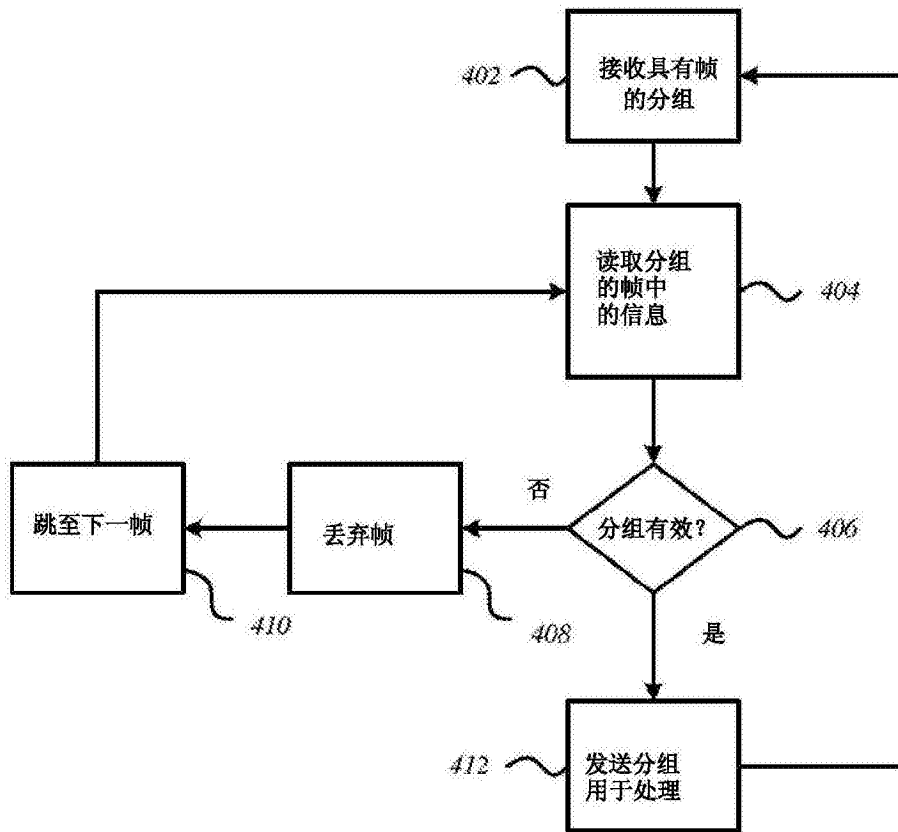 402
接收具有帧
的分组
读取分组
的帧中
的信息
404
跳至下一帧
410
丢弃帧
408
否
分组有效？
406
是
412
发送分组
用于处理